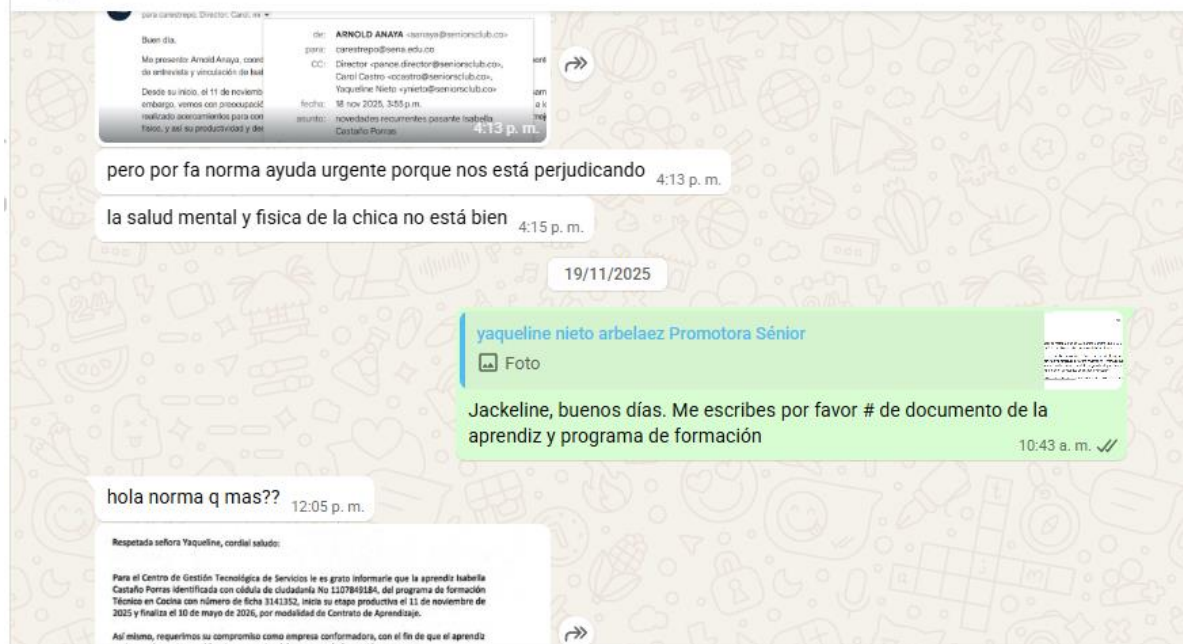 para carestrepo, Director, Carol, mí
Buen día.
Me presento: Arnold Anaya, coord
de entrevista y vinculación de Isab
Desde su inicio, el 11 de noviemb
embargo, vemos con preocupació
realizado acercamientos para con
físico, y así su productividad y des
de: ARNOLD ANAYA
para: carestrepo@sena.edu.co
CC: Director <pance.director@seniorsclub.co>,
Carol Castro <ccastro@seniorsclub.co>,
Yaqueline Nieto <ynieto@seniorsclub.co>
fecha: 18 nov 2025, 3:55 p.m.
asunto: novedades recurrentes pasante Isabella
Castaño Porras
4:13 p. m.
pero por fa norma ayuda urgente porque nos está perjudicando 4:13 p. m.
la salud mental y fisica de la chica no está bien 4:15 p. m.
19/11/2025
yaqueline nieto arbelaez Promotora Sénior
Foto
Jackeline, buenos días. Me escribes por favor # de documento de la
aprendiz y programa de formación 10:43 a. m.
hola norma q mas?? 12:05 p. m.
Respetada señora Yaqueline, cordial saludo:
Para el Centro de Gestión Tecnológica de Servicios le es grato informarle que la aprendiz Isabella
Castaño Porras identificada con cédula de ciudadanía No 1107849184, del programa de formación
Técnico en Cocina con número de ficha 3141352, inicia su etapa productiva el 11 de noviembre de
2025 y finaliza el 10 de mayo de 2026, por modalidad de Contrato de Aprendizaje.
Así mismo, requerimos su compromiso como empresa conformadora, con el fin de que el aprendiz